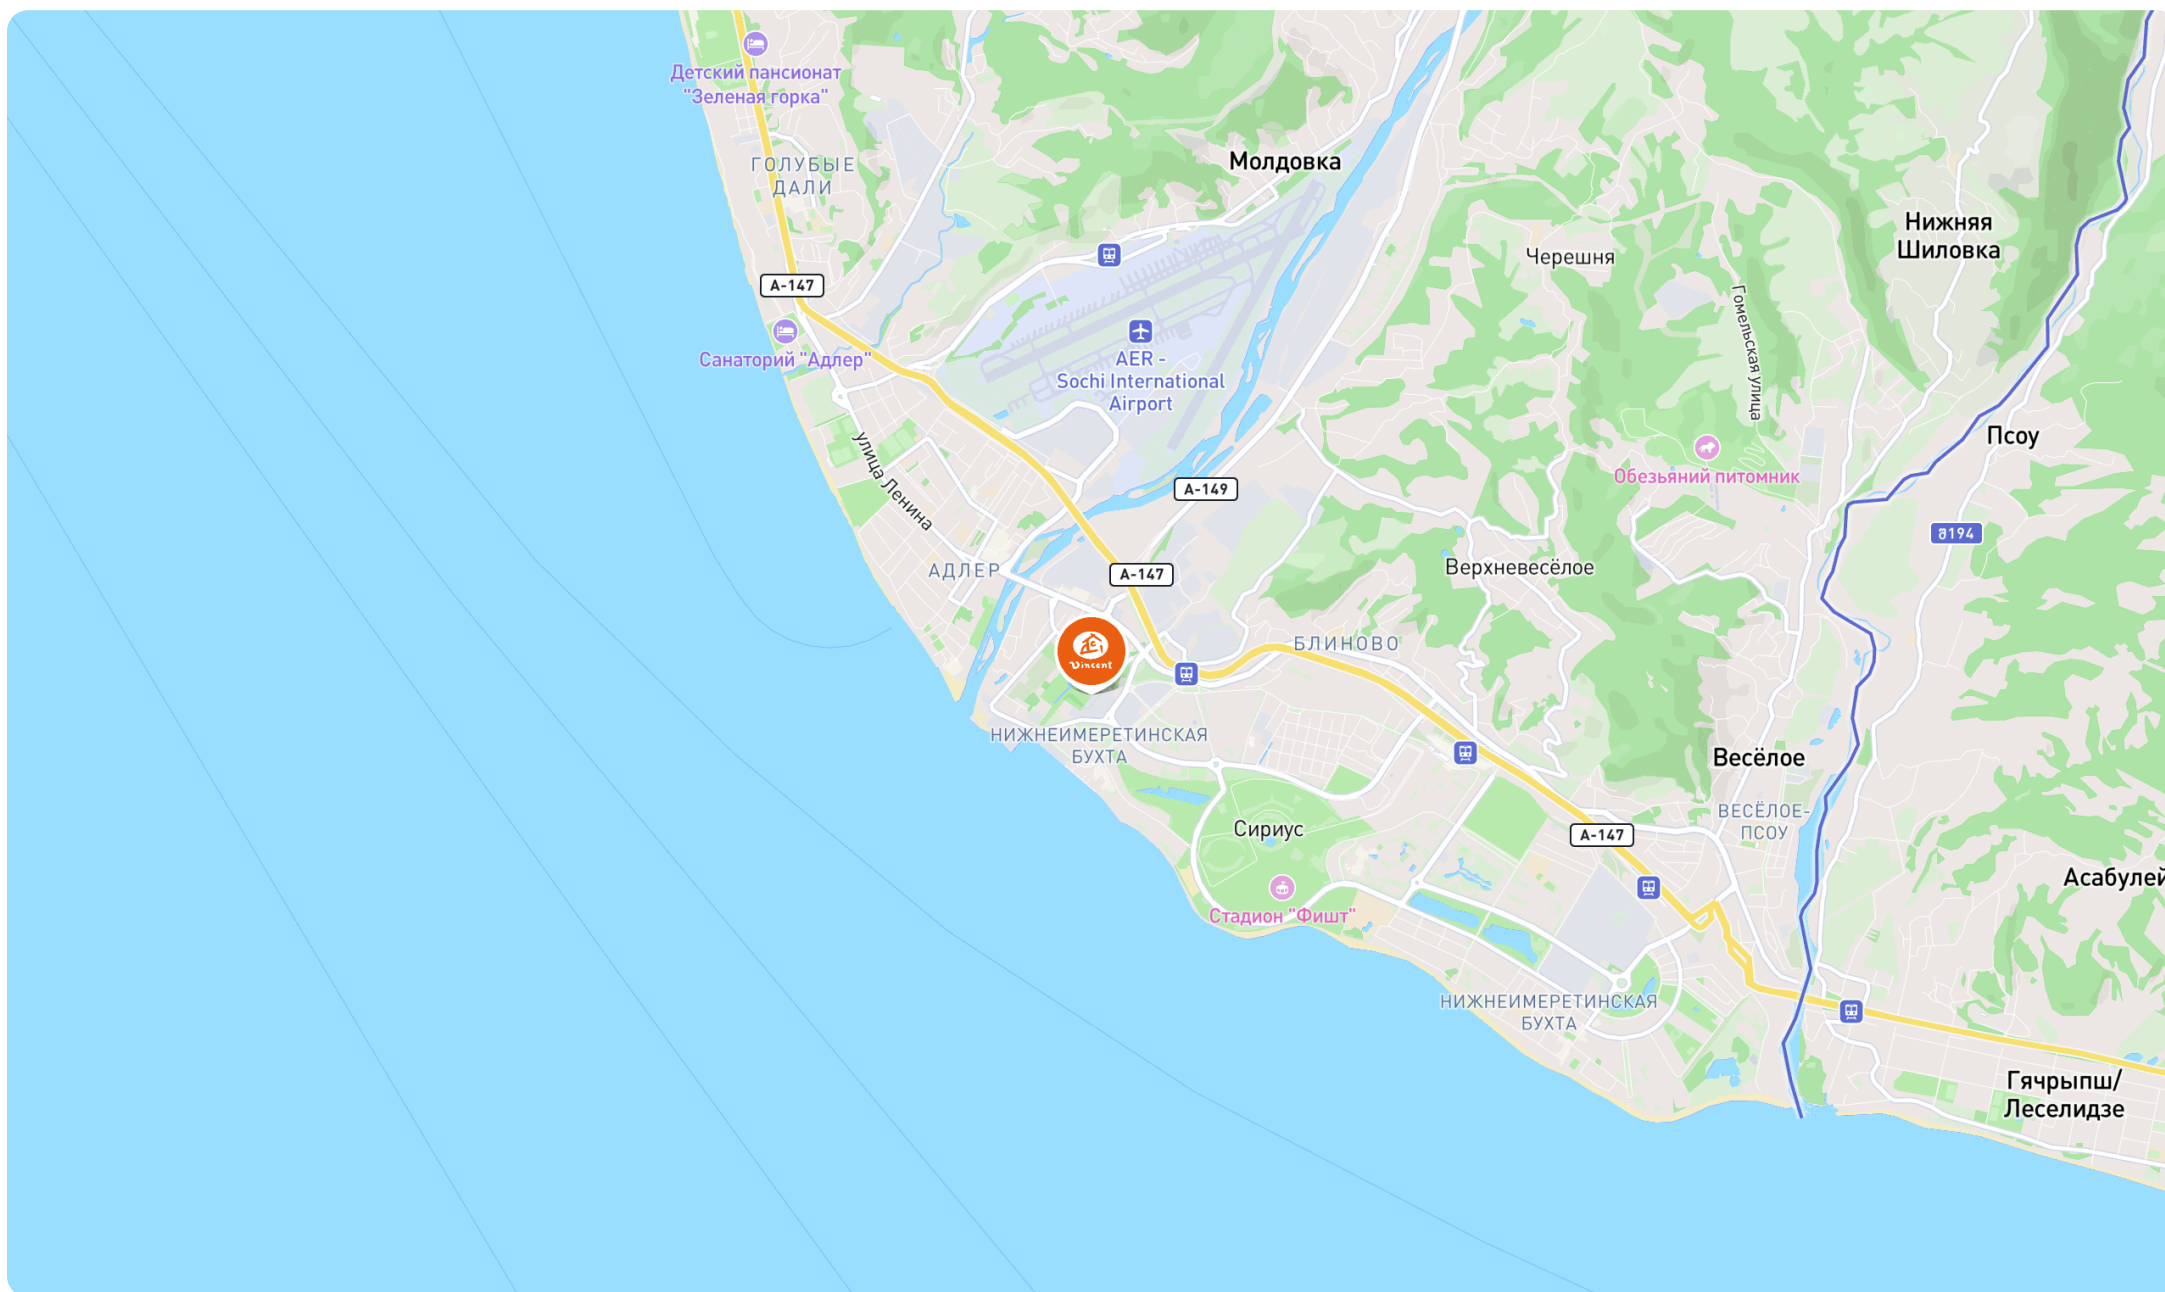 Детский пансионат
"Зеленая горка"
ГОЛУБЫЕ
ДАЛИ
Молдовка
Нижняя
Шиловка
Черешня
А-147
Гомельская улица
Санаторий "Адлер"
AER -
Sochi International
Airport
Псоу
улица Ленина
Обезьяний питомник
А-149
მ194
АДЛЕР
А-147
Верхневесёлое
Vincent
БЛИНОВО
НИЖНЕИМЕРЕТИНСКАЯ
БУХТА
Весёлое
ВЕСЁЛОЕ-
ПСОУ
Сириус
А-147
Асабулей
Стадион "Фишт"
НИЖНЕИМЕРЕТИНСКАЯ
БУХТА
Гячрыпш/
Леселидзе